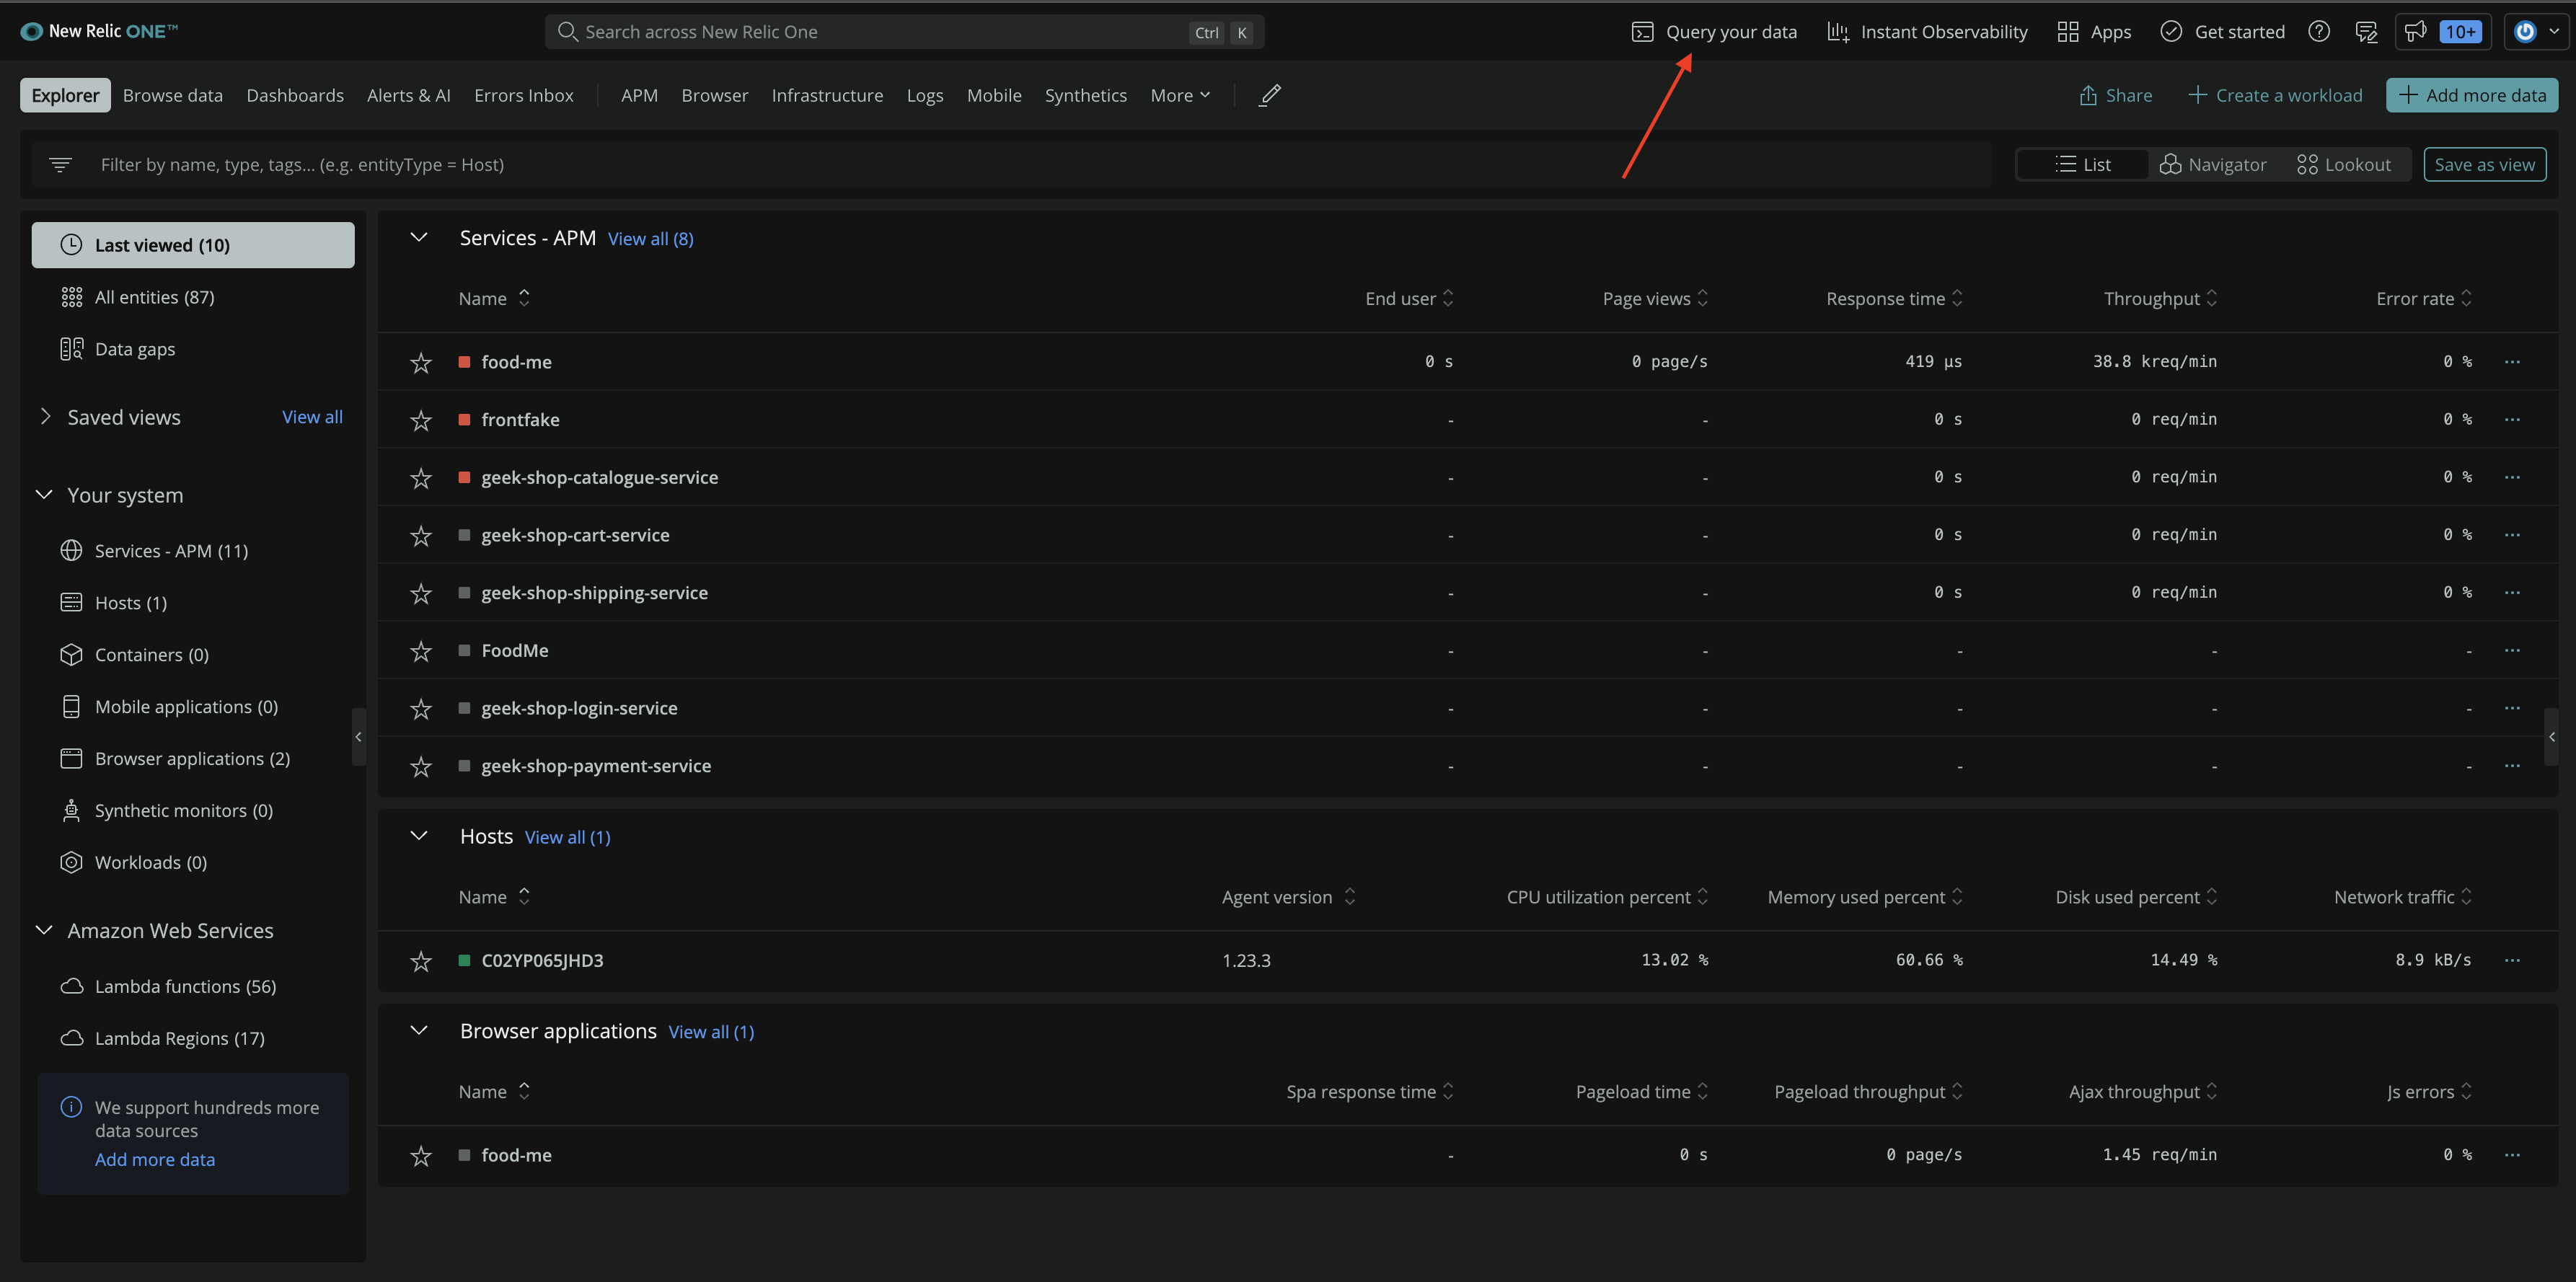 New Relic ONE™
Search across New Relic One Ctrl K
Query your data Instant Observability Apps Get started 10+
Explorer Browse data Dashboards Alerts & AI Errors Inbox APM Browser Infrastructure Logs Mobile Synthetics More
Share Create a workload Add more data
Filter by name, type, tags... (e.g. entityType = Host)
List Navigator Lookout Save as view
Last viewed (10)
All entities (87)
Data gaps
Saved views View all
Your system
Services - APM (11)
Hosts (1)
Containers (0)
Mobile applications (0)
Browser applications (2)
Synthetic monitors (0)
Workloads (0)
Amazon Web Services
Lambda functions (56)
Lambda Regions (17)
We support hundreds more
data sources
Add more data
Services - APM View all (8)
Name End user Page views Response time Throughput Error rate
food-me 0 s 0 page/s 419 µs 38.8 kreq/min 0 %
frontfake - - 0 s 0 req/min 0 %
geek-shop-catalogue-service - - 0 s 0 req/min 0 %
geek-shop-cart-service - - 0 s 0 req/min 0 %
geek-shop-shipping-service - - 0 s 0 req/min 0 %
FoodMe - - - - -
geek-shop-login-service - - - - -
geek-shop-payment-service - - - - -
Hosts View all (1)
Name Agent version CPU utilization percent Memory used percent Disk used percent Network traffic
C02YP065JHD3 1.23.3 13.02 % 60.66 % 14.49 % 8.9 kB/s
Browser applications View all (1)
Name Spa response time Pageload time Pageload throughput Ajax throughput Js errors
food-me - 0 s 0 page/s 1.45 req/min 0 %